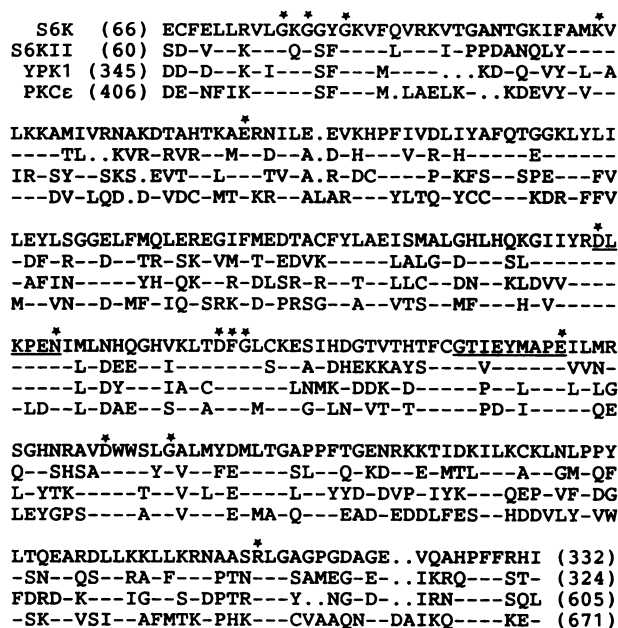 * * * *
S6K (66) ECFELLRVLGKGGYGKVFQVRKVTGANTGKIFAMKV
S6KII (60) SD-V--K---Q-SF----L---I-PPDANQLY----
YPK1 (345) DD-D--K-I---SF---M----...KD-Q-VY-L-A
PKCε (406) DE-NFIK-----SF---M.LAELK-..KDEVY-V--
*
LKKAMIVRNAKDTAHTKAERNILE.EVKHPFIVDLIYAFQTGGKLYLI
-----TL..KVR-RVR--M--D--A.D-H---V-R-H-----E------
IR-SY--SKS.EVT--L---TV-A.R-DC----P-KFS--SPE---FV
---DV-LQD.D-VDC-MT-KR--ALAR---YLTQ-YCC---KDR-FFV
*
LEYLSGGELFMQLEREGIFMEDTACFYLAEISMALGHLHQKGIIYRDL
-DF-R--D--TR-SK-VM-T-EDVK-----LALG-D---SL-------
-AFIN-----YH-QK--R-DLSR-R--T--LLC--DN--KLDVV----
M--VN--D-MF-IQ-SRK-D-PRSG--A--VTS--MF---H-V-----
* * * * *
KPENIMLNHQGHVKLTDFGLCKESIHDGTVTHTFCGTIEYMAPEILMR
-----L-DEE--I-------S--A-DHEKKAYS-----V-----VVN-
-----L-DY---IA-C------LNMK-DDK-D-----P--L---L-LG
-LD--L-DAE--S--A---M---G-LN-VT-T-----PD-I-----QE
* *
SGHNRAVDWWSLGALMYDMLTGAPPFTGENRKKTIDKILKCKLNLPPY
Q--SHSA----Y-V--FE----SL--Q-KD--E-MTL---A--GM-QF
L-YTK-----T--V-L-E----L---YYD-DVP-IYK---QEP-VF-DG
LEYGPS----A--V---E-MA-Q---EAD-EDDLFES--HDDVLY-VW
*
LTQEARDLLKKLLKRNAASRLGAGPGDAGE..VQAHPFFRHI (332)
-SN--QS--RA-F---PTN---SAMEG-E-.IKRQ---ST- (324)
FDRD-K---IG--S-DPTR---Y..NG-D-.IRN----SQL (605)
-SK--VSI--AFMTK-PHK---CVAAQN--DAIKQ----KE- (671)